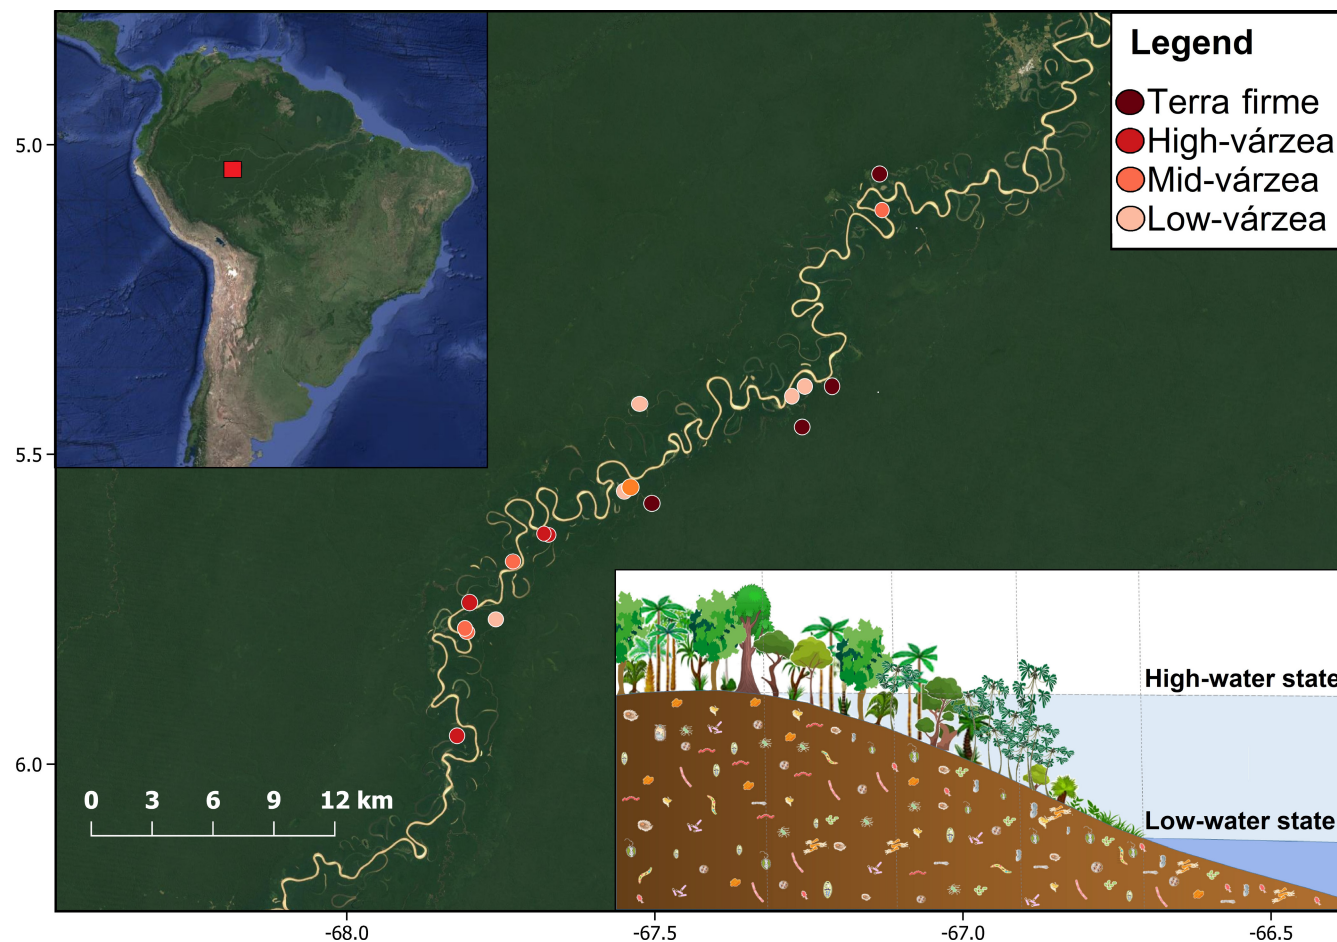 Legend
Terra firme
High-várzea
Mid-várzea
Low-várzea
5.0
5.5
6.0
0 3 6 9 12 km
High-water state
Low-water state
-68.0 -67.5 -67.0 -66.5